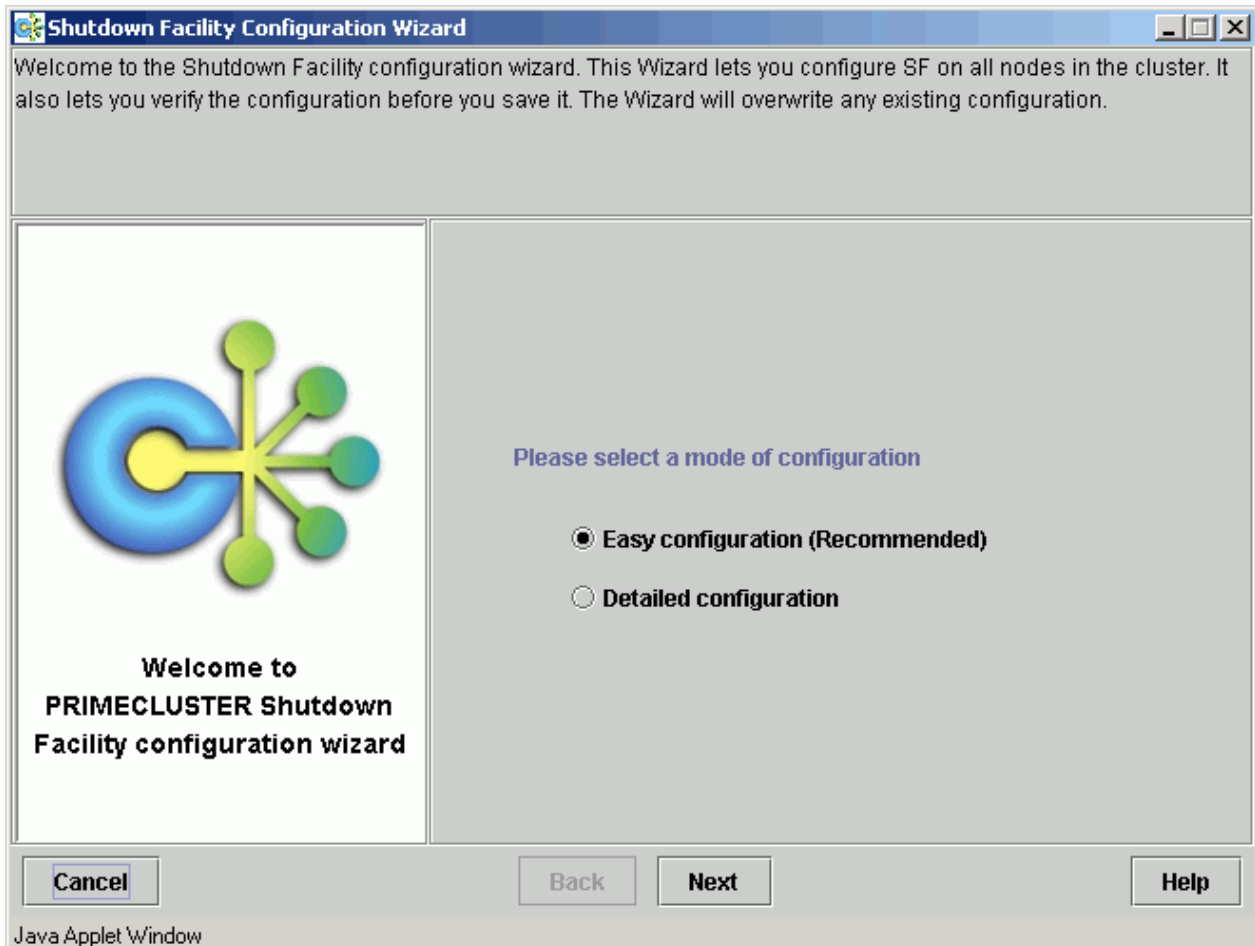 Shutdown Facility Configuration Wizard
Welcome to the Shutdown Facility configuration wizard. This Wizard lets you configure SF on all nodes in the cluster. It
also lets you verify the configuration before you save it. The Wizard will overwrite any existing configuration.
Please select a mode of configuration
Easy configuration (Recommended)
Detailed configuration
Welcome to
PRIMECLUSTER Shutdown
Facility configuration wizard
Cancel
Back
Next
Help
Java Applet Window